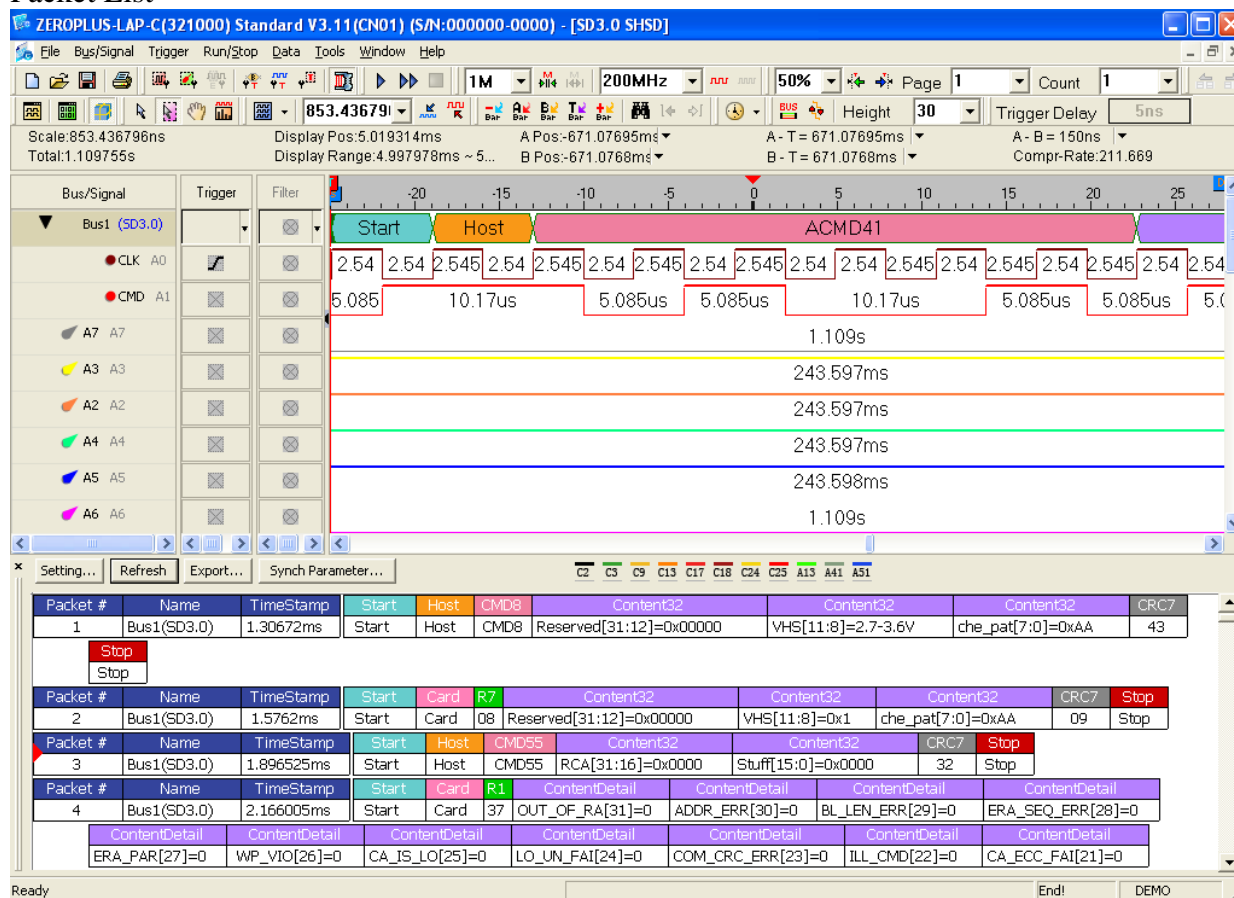 Packet List
ZEROPLUS-LAP-C(321000) Standard V3.11(CN01) (S/N:000000-0000) - [SD3.0 SHSD]
File Bus/Signal Trigger Run/Stop Data Tools Window Help
1M 200MHz 50% Page 1 Count 1
853.43679 Bar Bar Bar Bar Bar BUS Height 30 Trigger Delay 5ns
Scale:853.436796ns Display Pos:5.019314ms A Pos:-671.07695ms A - T = 671.07695ms A - B = 150ns
Total:1.109755s Display Range:4.997978ms ~ 5... B Pos:-671.0768ms B - T = 671.0768ms Compr-Rate:211.669
Bus/Signal Trigger Filter -20 -15 -10 -5 0 5 10 15 20 25
Bus1 (SD3.0) Start Host ACMD41
CLK A0 2.54 2.54 2.545 2.54 2.545 2.54 2.545 2.54 2.545 2.54 2.54 2.545 2.54 2.545 2.54 2.545 2.54 2.54
CMD A1 5.085 10.17us 5.085us 5.085us 10.17us 5.085us 5.085us 5.0
A7 A7 1.109s
A3 A3 243.597ms
A2 A2 243.597ms
A4 A4 243.597ms
A5 A5 243.598ms
A6 A6 1.109s
Setting... Refresh Export... Synch Parameter... C2 C3 C9 C13 C17 C18 C24 C25 A13 A41 A51
Packet # Name TimeStamp Start Host CMD8 Content32 Content32 Content32 CRC7
1 Bus1(SD3.0) 1.30672ms Start Host CMD8 Reserved[31:12]=0x00000 VHS[11:8]=2.7-3.6V che_pat[7:0]=0xAA 43
Stop
Stop
Packet # Name TimeStamp Start Card R7 Content32 Content32 Content32 CRC7 Stop
2 Bus1(SD3.0) 1.5762ms Start Card 08 Reserved[31:12]=0x00000 VHS[11:8]=0x1 che_pat[7:0]=0xAA 09 Stop
Packet # Name TimeStamp Start Host CMD55 Content32 Content32 CRC7 Stop
3 Bus1(SD3.0) 1.896525ms Start Host CMD55 RCA[31:16]=0x0000 Stuff[15:0]=0x0000 32 Stop
Packet # Name TimeStamp Start Card R1 ContentDetail ContentDetail ContentDetail ContentDetail
4 Bus1(SD3.0) 2.166005ms Start Card 37 OUT_OF_RA[31]=0 ADDR_ERR[30]=0 BL_LEN_ERR[29]=0 ERA_SEQ_ERR[28]=0
ContentDetail ContentDetail ContentDetail ContentDetail ContentDetail ContentDetail ContentDetail
ERA_PAR[27]=0 WP_VIO[26]=0 CA_IS_LO[25]=0 LO_UN_FAI[24]=0 COM_CRC_ERR[23]=0 ILL_CMD[22]=0 CA_ECC_FAI[21]=0
Ready End! DEMO